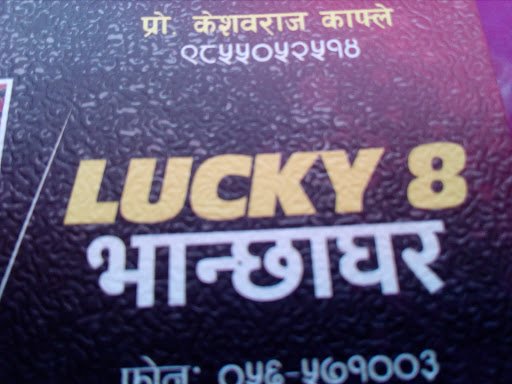 प्रो. केशवराज काफ्ले
९८५५०५२५१४
LUCKY 8
भान्छाघर
फोन: ०५६-५७१००३